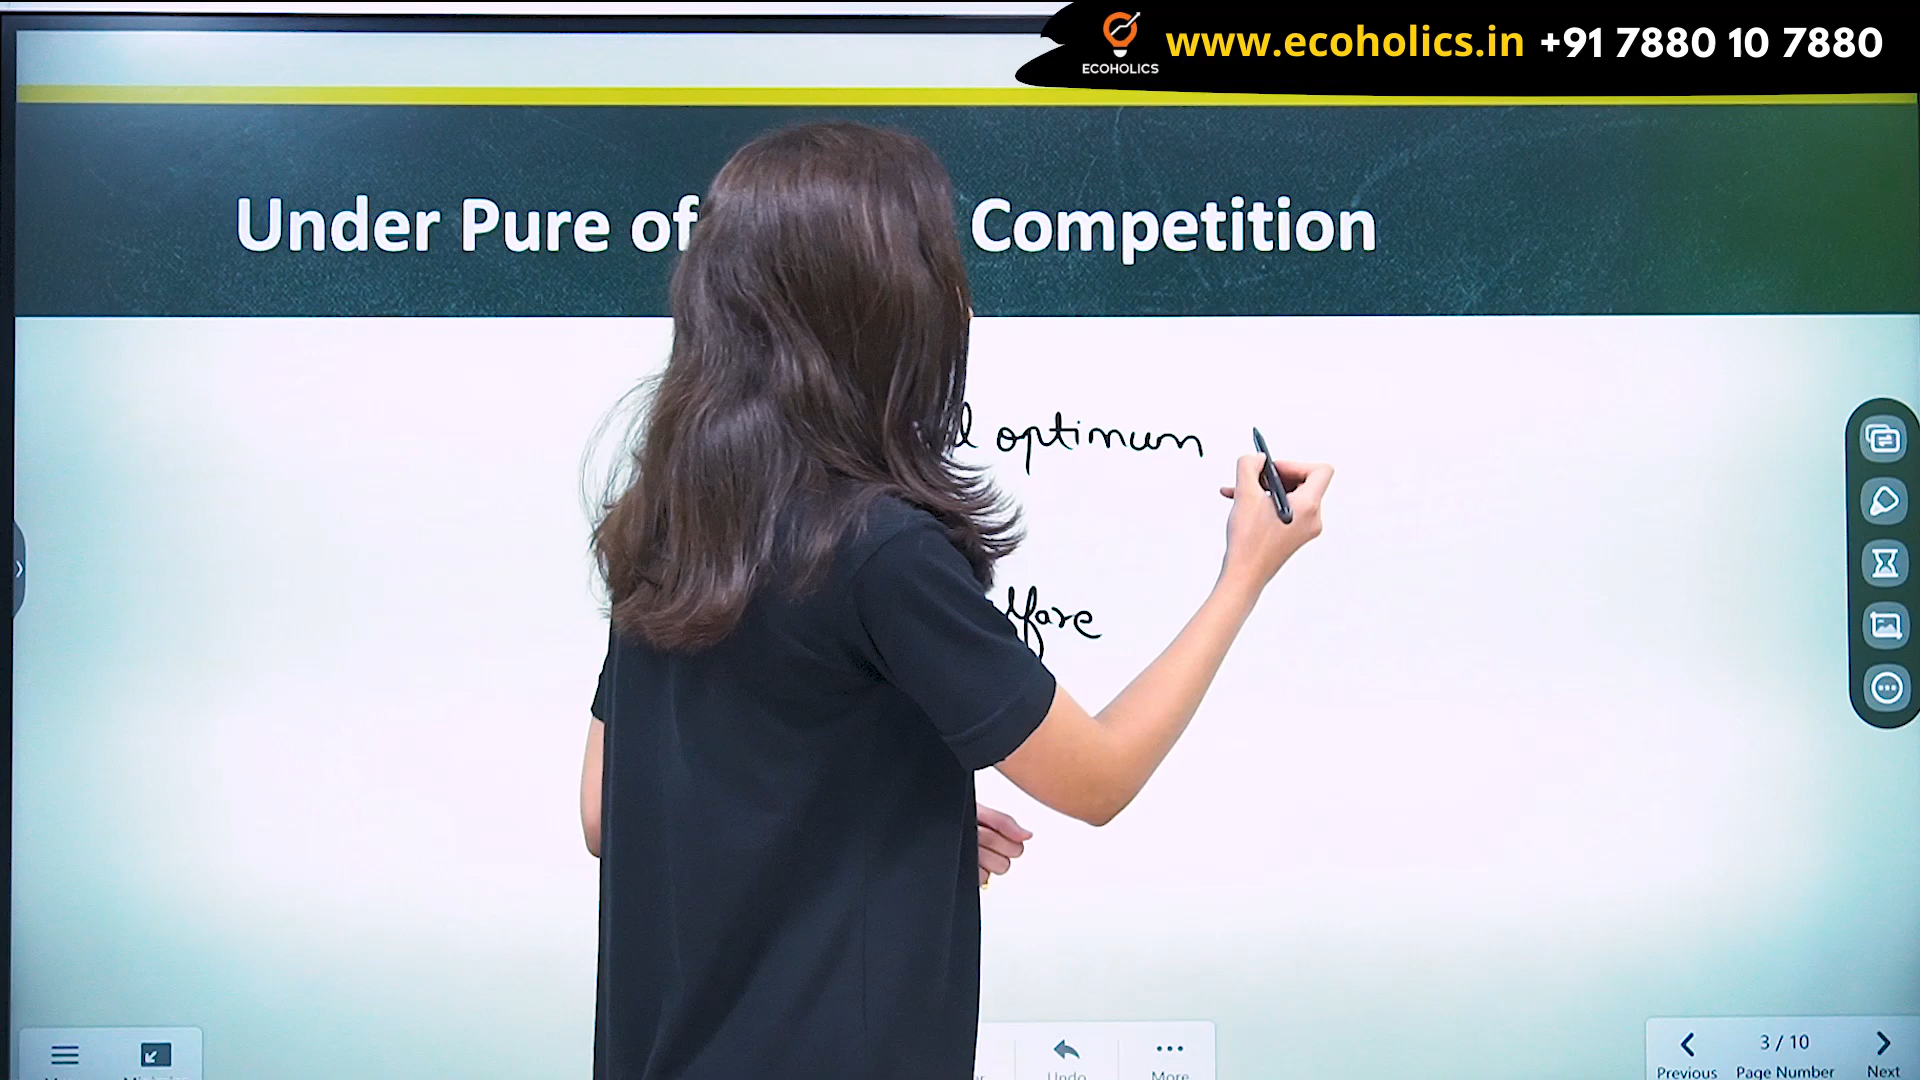 ECOHOLICS
www.ecoholics.in +91 7880 10 7880
Under Pure of Competition
optimum
Undo
More
3 / 10
Previous Page Number Next